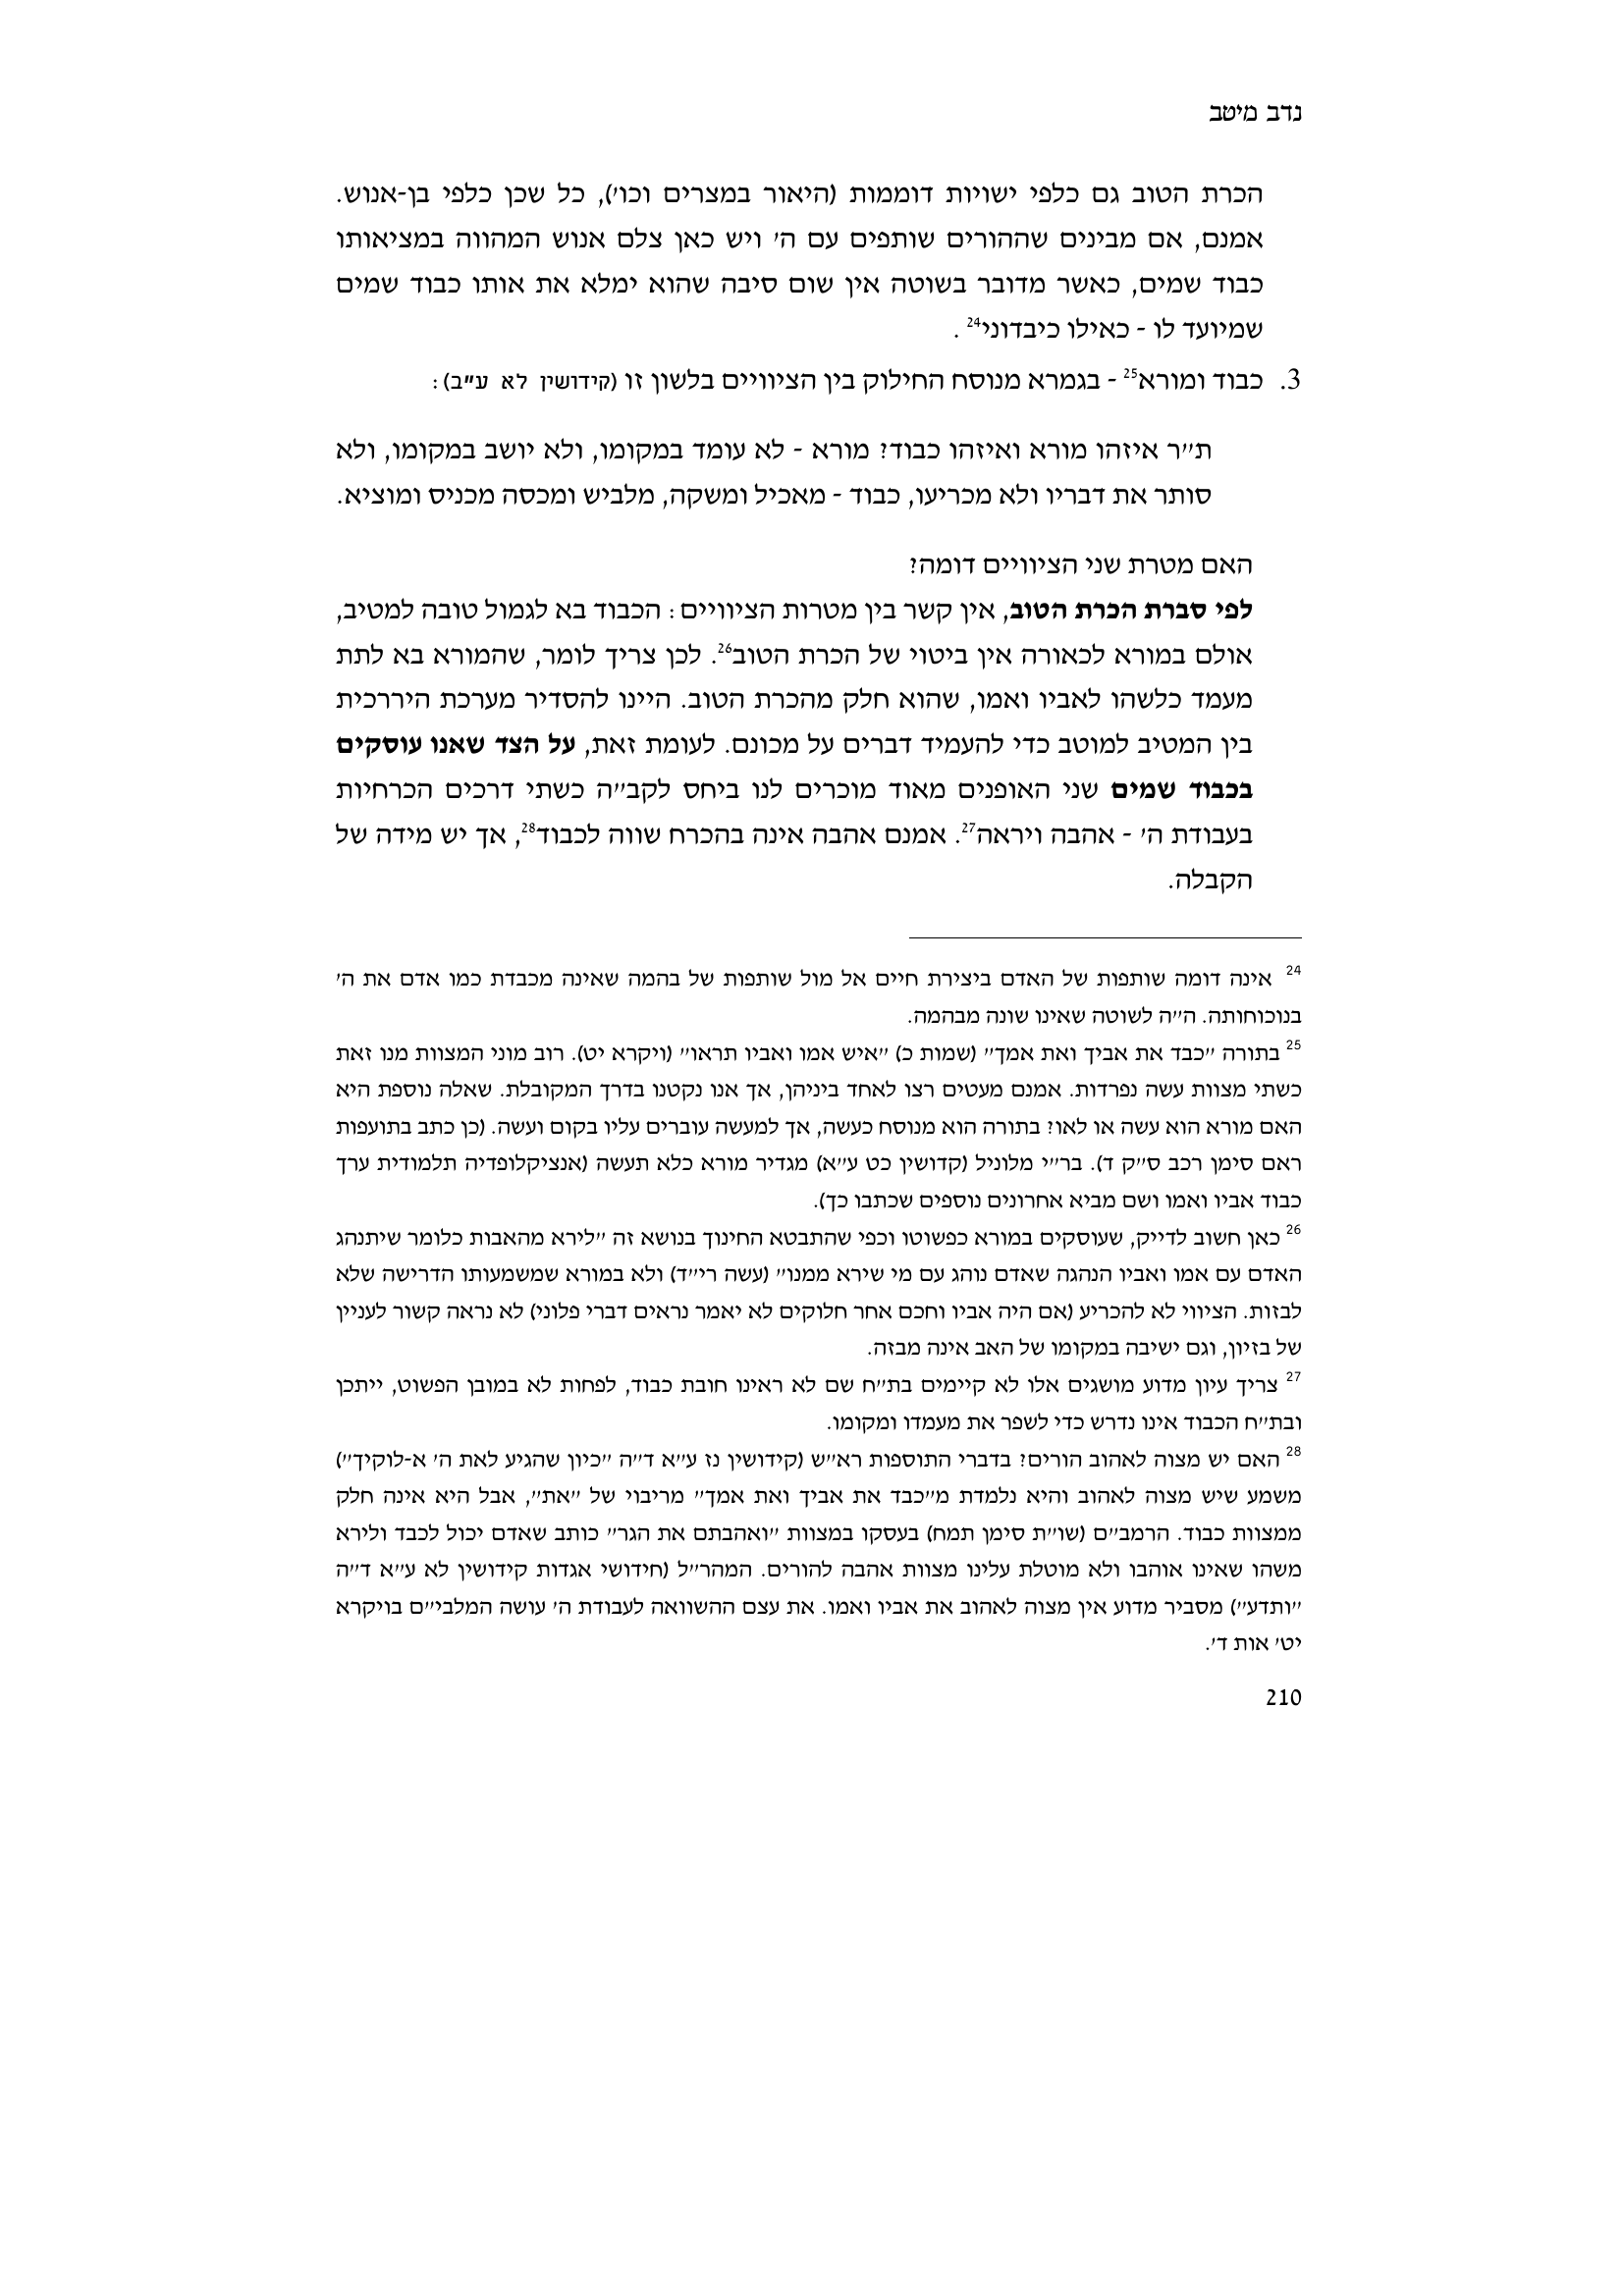 נדב מיטב
הכרת הטוב גם כלפי ישויות דוממות (היאור במצרים וכו'), כל שכן כלפי בן-אנוש.
אמנם, אם מבינים שההורים שותפים עם ה' ויש כאן צלם אנוש המהווה במציאותו
כבוד שמים, כאשר מדובר בשוטה אין שום סיבה שהוא ימלא את אותו כבוד שמים
שמיועד לו - כאילו כיבדוני24 .
3. כבוד ומורא25 - בגמרא מנוסח החילוק בין הציוויים בלשון זו (קידושין לא ע"ב):
ת"ר איזהו מורא ואיזהו כבוד? מורא - לא עומד במקומו, ולא יושב במקומו, ולא
סותר את דבריו ולא מכריעו, כבוד - מאכיל ומשקה, מלביש ומכסה מכניס ומוציא.
האם מטרת שני הציוויים דומה?
לפי סברת הכרת הטוב, אין קשר בין מטרות הציוויים: הכבוד בא לגמול טובה למטיב,
אולם במורא לכאורה אין ביטוי של הכרת הטוב26. לכן צריך לומר, שהמורא בא לתת
מעמד כלשהו לאביו ואמו, שהוא חלק מהכרת הטוב. היינו להסדיר מערכת היררכית
בין המטיב למוטב כדי להעמיד דברים על מכונם. לעומת זאת, על הצד שאנו עוסקים
בכבוד שמים שני האופנים מאוד מוכרים לנו ביחס לקב"ה כשתי דרכים הכרחיות
בעבודת ה' - אהבה ויראה27. אמנם אהבה אינה בהכרח שווה לכבוד28, אך יש מידה של
הקבלה.
24 אינה דומה שותפות של האדם ביצירת חיים אל מול שותפות של בהמה שאינה מכבדת כמו אדם את ה'
בנוכוחותה. ה"ה לשוטה שאינו שונה מבהמה.
25 בתורה "כבד את אביך ואת אמך" (שמות כ) "איש אמו ואביו תראו" (ויקרא יט). רוב מוני המצוות מנו זאת
כשתי מצוות עשה נפרדות. אמנם מעטים רצו לאחד ביניהן, אך אנו נקטנו בדרך המקובלת. שאלה נוספת היא
האם מורא הוא עשה או לאו? בתורה הוא מנוסח כעשה, אך למעשה עוברים עליו בקום ועשה. (כן כתב בתועפות
ראם סימן רכב ס"ק ד). בר"י מלוניל (קדושין כט ע"א) מגדיר מורא כלא תעשה (אנציקלופדיה תלמודית ערך
כבוד אביו ואמו ושם מביא אחרונים נוספים שכתבו כך).
26 כאן חשוב לדייק, שעוסקים במורא כפשוטו וכפי שהתבטא החינוך בנושא זה "לירא מהאבות כלומר שיתנהג
האדם עם אמו ואביו הנהגה שאדם נוהג עם מי שירא ממנו" (עשה רי"ד) ולא במורא שמשמעותו הדרישה שלא
לבזות. הציווי לא להכריע (אם היה אביו וחכם אחר חלוקים לא יאמר נראים דברי פלוני) לא נראה קשור לעניין
של בזיון, וגם ישיבה במקומו של האב אינה מבזה.
27 צריך עיון מדוע מושגים אלו לא קיימים בת"ח שם לא ראינו חובת כבוד, לפחות לא במובן הפשוט, ייתכן
ובת"ח הכבוד אינו נדרש כדי לשפר את מעמדו ומקומו.
28 האם יש מצוה לאהוב הורים? בדברי התוספות רא"ש (קידושין נז ע"א ד"ה "כיון שהגיע לאת ה' א-לוקיך")
משמע שיש מצוה לאהוב והיא נלמדת מ"כבד את אביך ואת אמך" מריבוי של "את", אבל היא אינה חלק
ממצוות כבוד. הרמב"ם (שו"ת סימן תמח) בעסקו במצוות "ואהבתם את הגר" כותב שאדם יכול לכבד ולירא
משהו שאינו אוהבו ולא מוטלת עלינו מצוות אהבה להורים. המהר"ל (חידושי אגדות קידושין לא ע"א ד"ה
"ותדע") מסביר מדוע אין מצוה לאהוב את אביו ואמו. את עצם ההשוואה לעבודת ה' עושה המלבי"ם בויקרא
יט' אות ד'.
210